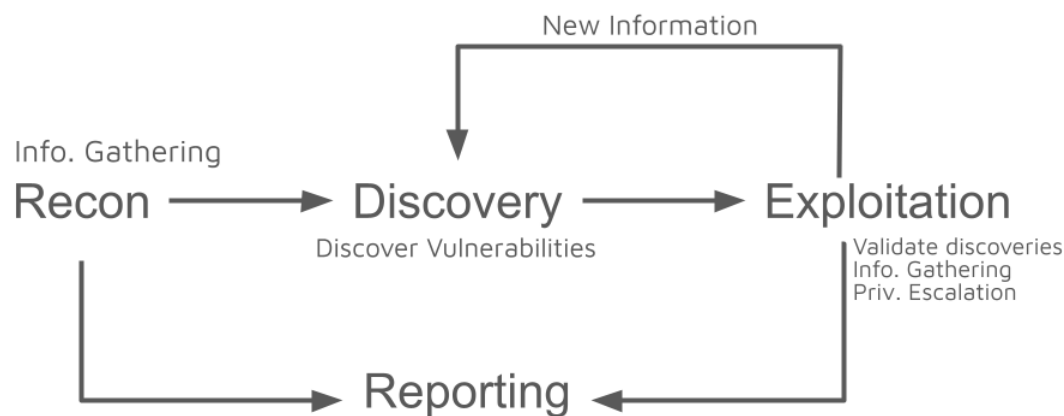 New Information
Info. Gathering
Recon
Discovery
Exploitation
Discover Vulnerabilities
Validate discoveries
Info. Gathering
Priv. Escalation
Reporting